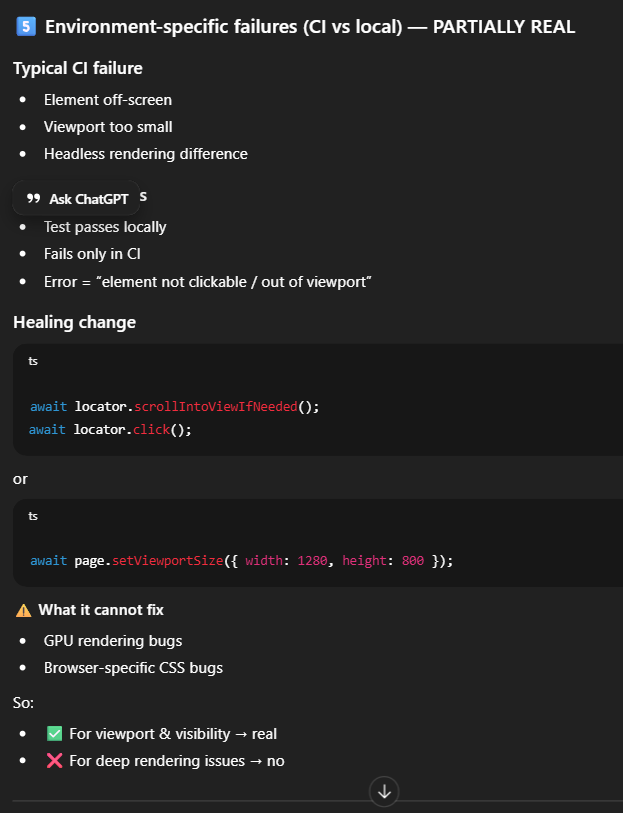 5 Environment-specific failures (CI vs local) — PARTIALLY REAL
Typical CI failure
• Element off-screen
• Viewport too small
• Headless rendering difference
Ask ChatGPT s
• Test passes locally
• Fails only in CI
• Error = “element not clickable / out of viewport”
Healing change
ts
await locator.scrollIntoViewIfNeeded();
await locator.click();
or
ts
await page.setViewportSize({ width: 1280, height: 800 });
⚠️ What it cannot fix
• GPU rendering bugs
• Browser-specific CSS bugs
So:
• ✅ For viewport & visibility → real
• ❌ For deep rendering issues → no